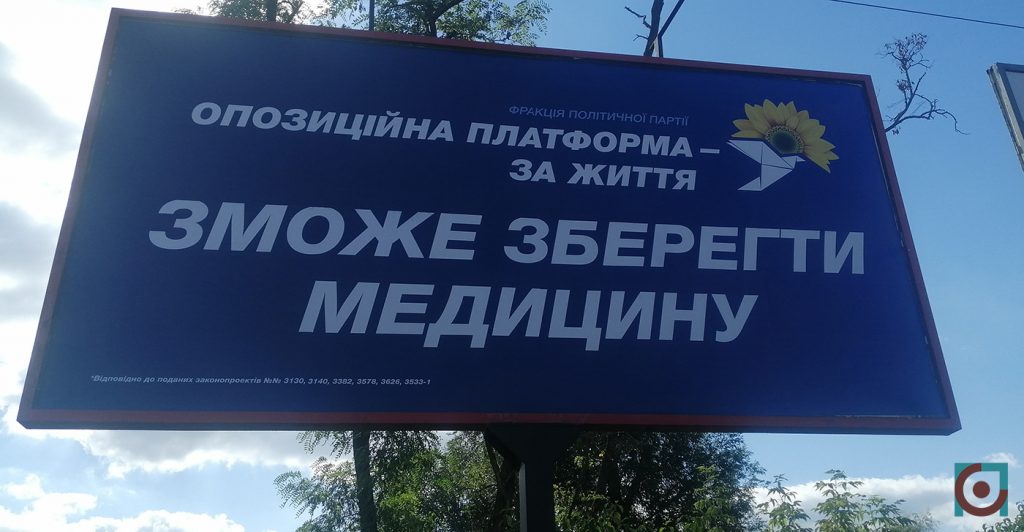 ФРАКЦІЯ ПОЛІТИЧНОЇ ПАРТІЇ
ОПОЗИЦІЙНА ПЛАТФОРМА –
ЗА ЖИТТЯ
ЗМОЖЕ ЗБЕРЕГТИ
МЕДИЦИНУ
*Відповідно до поданих законопроектів №№ 3130, 3140, 3382, 3578, 3626, 3533-1